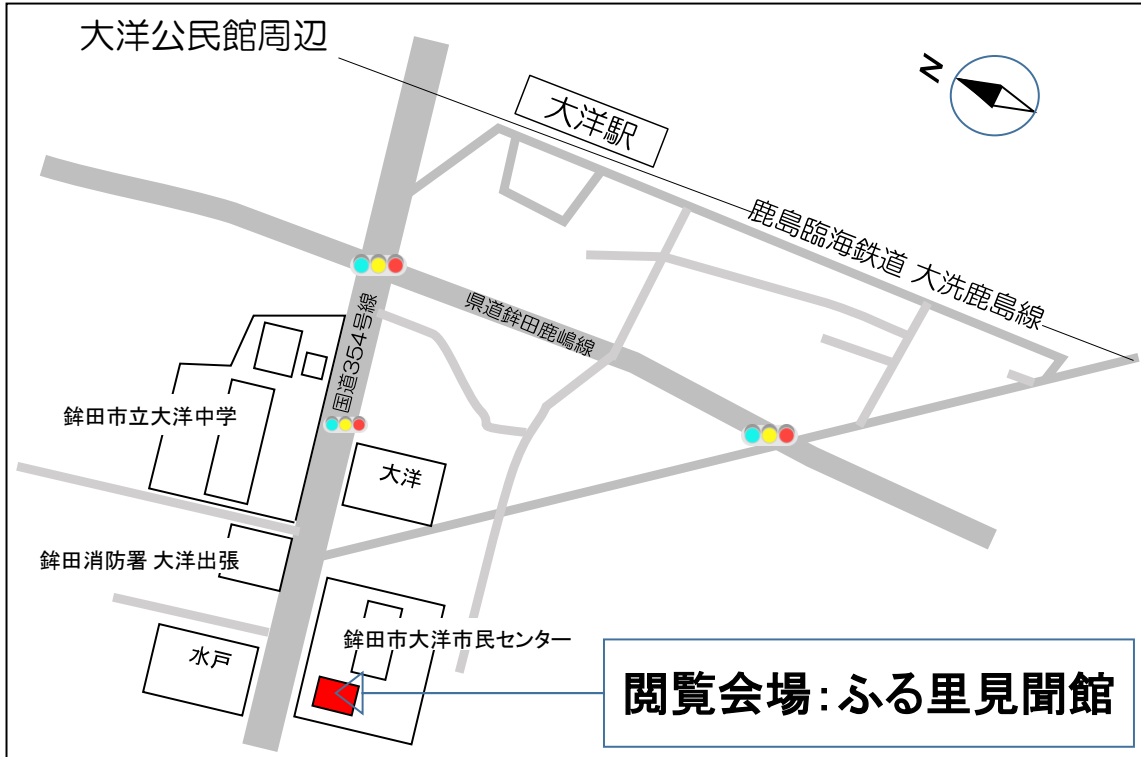 大洋公民館周辺
N
大洋駅
鹿島臨海鉄道 大洗鹿島線
県道鉾田鹿嶋線
国道354号線
鉾田市立大洋中学
大洋
鉾田消防署 大洋出張
鉾田市大洋市民センター
水戸
閲覧会場:ふる里見聞館